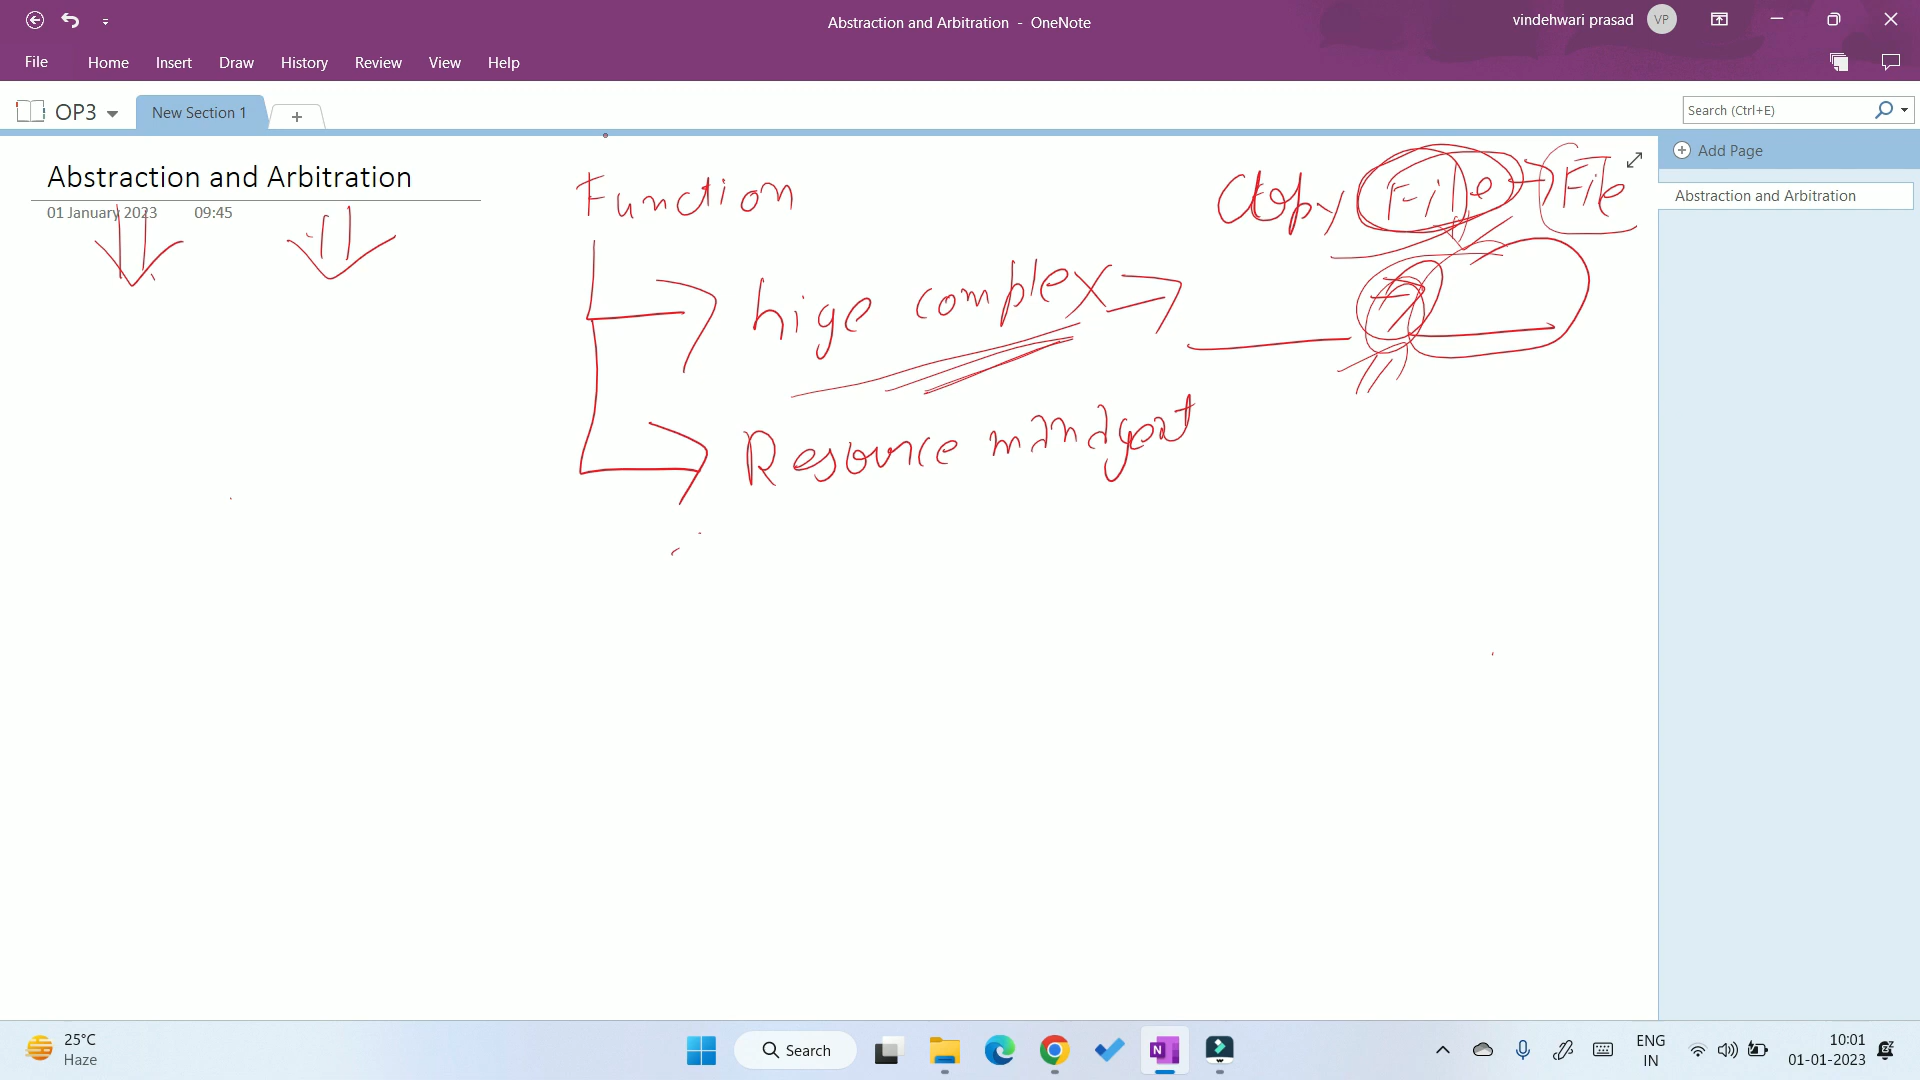 Abstraction and Arbitration - OneNote
vindehwari prasad VP
File Home Insert Draw History Review View Help
OP3 New Section 1 +
Search (Ctrl+E)
Add Page
Abstraction and Arbitration
Abstraction and Arbitration
01 January 2023 09:45
Function
Copy File File
hige complex
Resource
25°C
Haze
Search
ENG
IN
10:01
01-01-2023